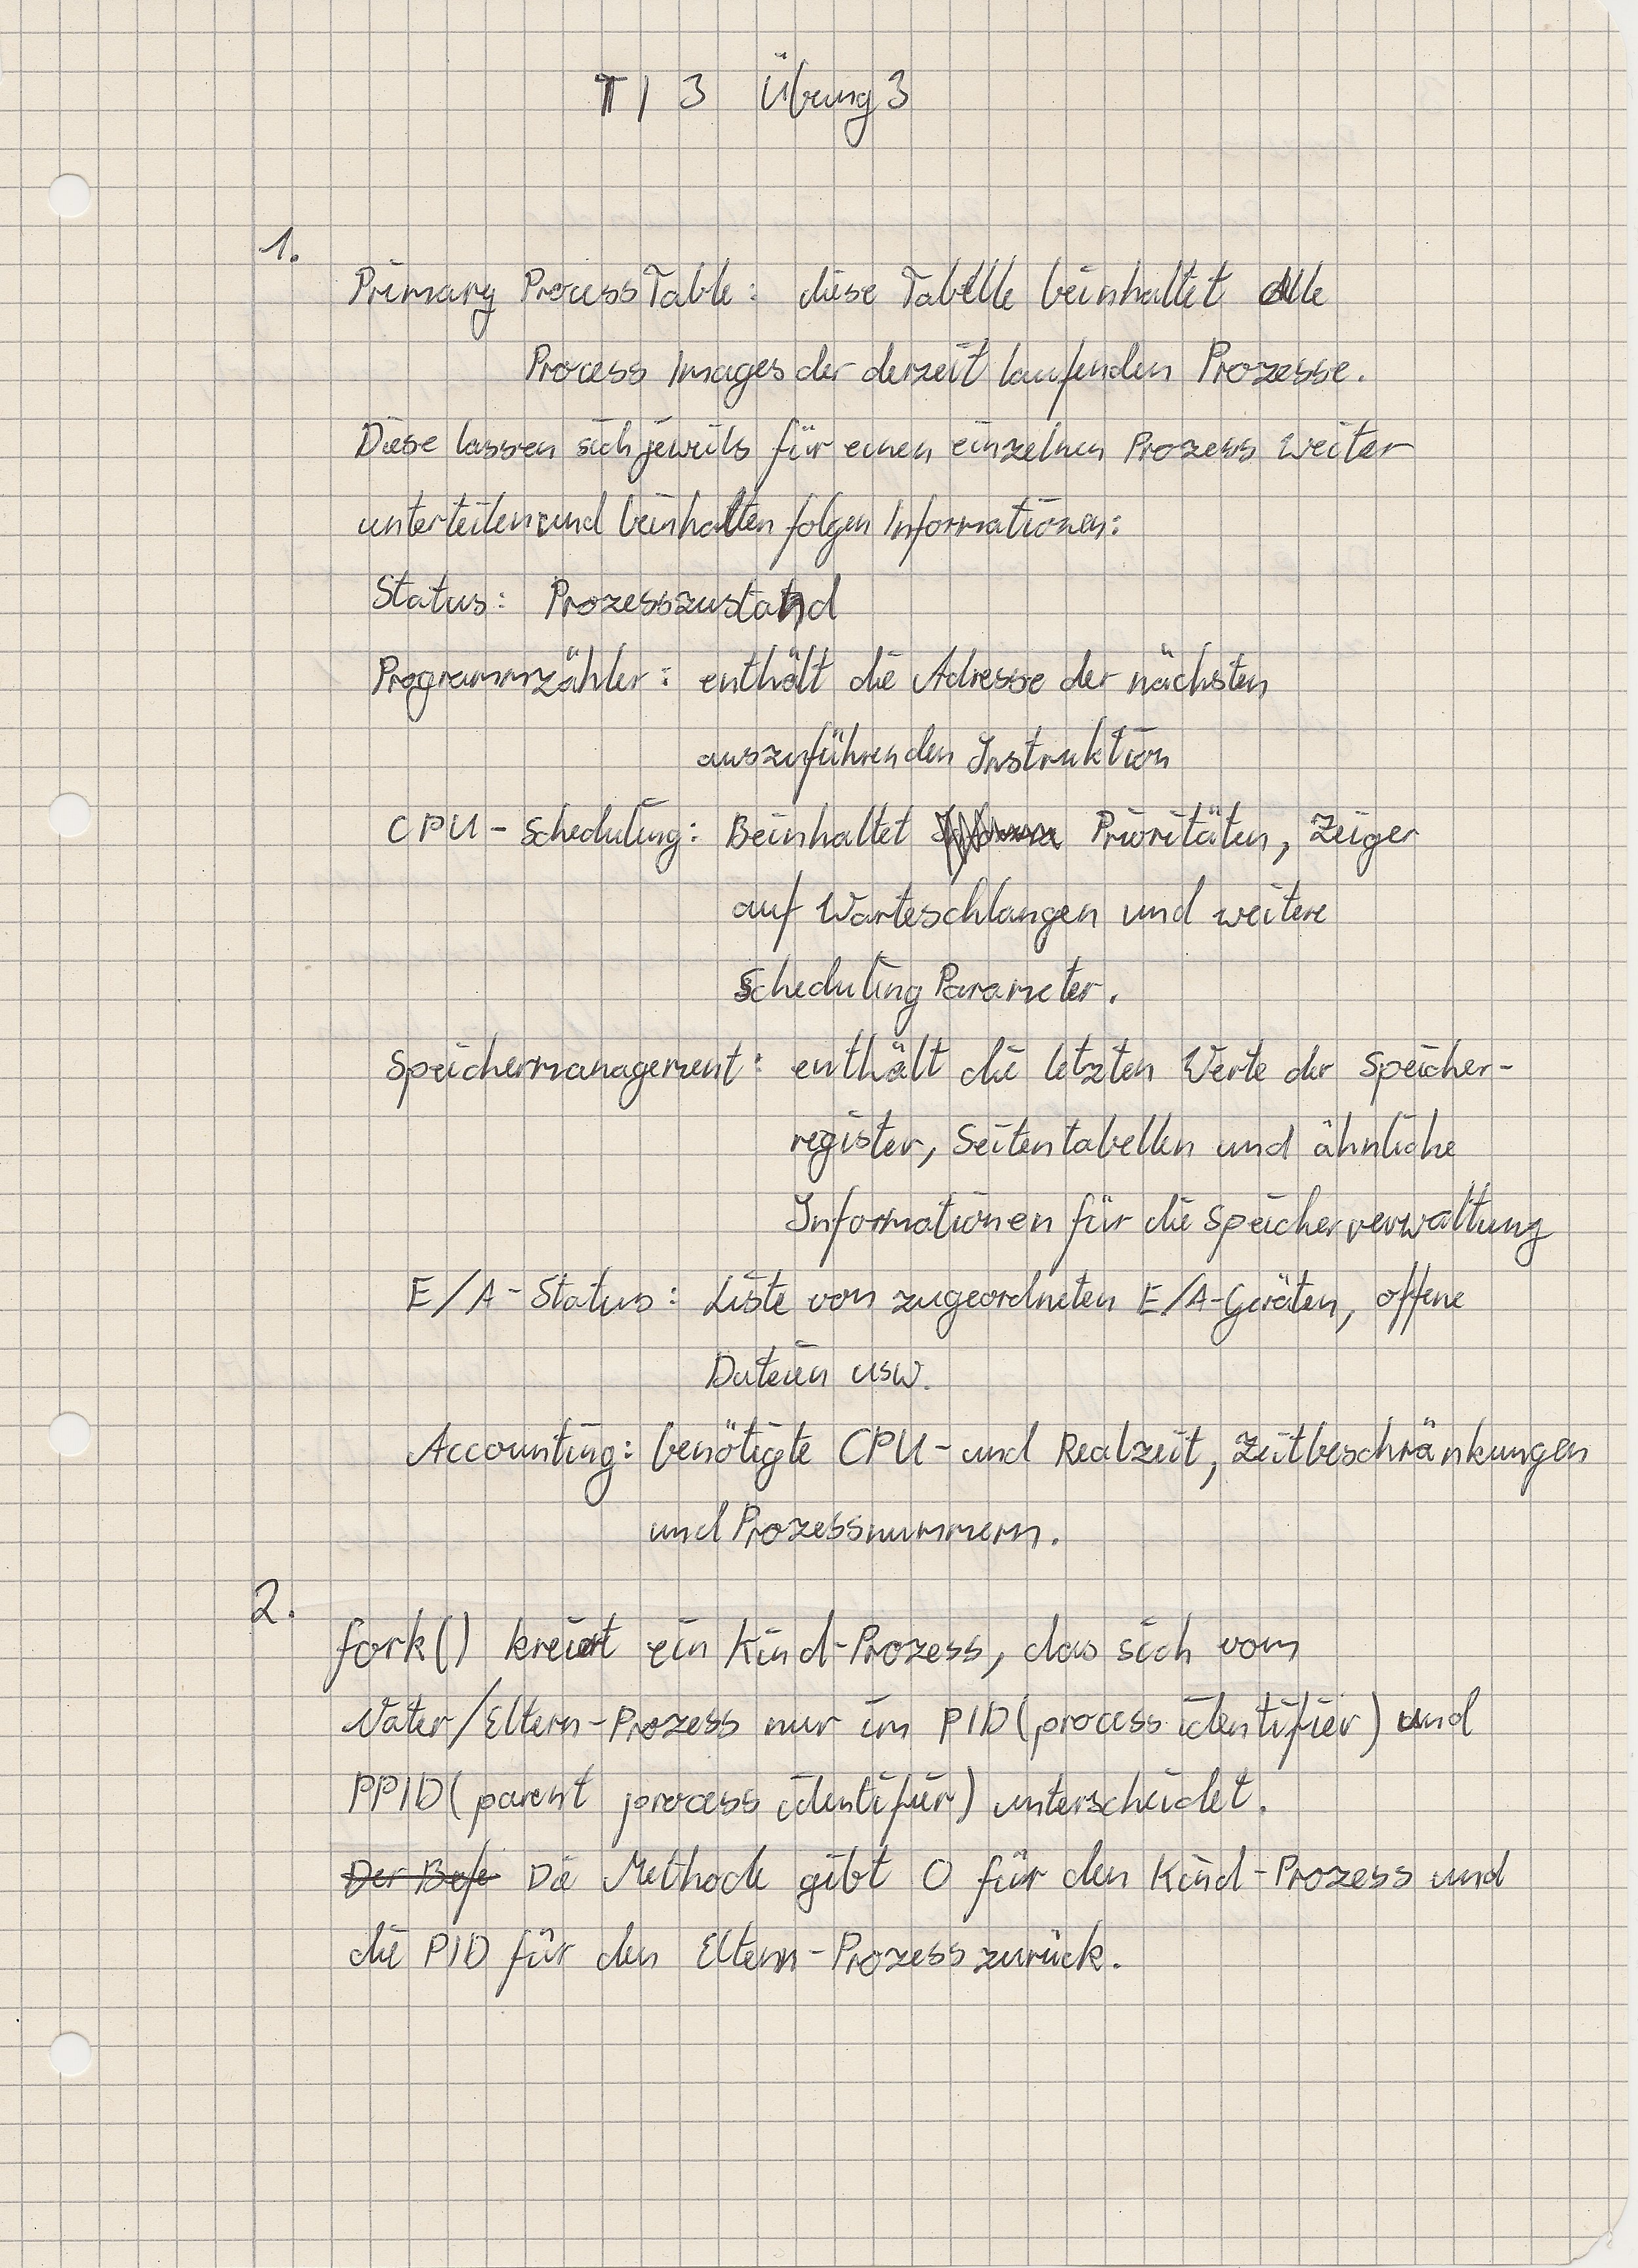 TI 3 Übung 3
1.
Primary Process Table: diese Tabelle beinhaltet alle
Process Images der derzeit laufenden Prozesse.
Diese lassen sich jeweils für einen einzelnen Prozess weiter
unterteilen und beinhalten folgen Informationen:
Status: Prozesszustand
Programmzähler: enthält die Adresse der nächsten
auszuführenden Instruktion
CPU-Scheduling: Beinhaltet Prioritäten, Zeiger
auf Warteschlangen und weitere
Scheduling Parameter.
Speichermanagement: enthält die letzten Werte der Speicher-
register, Seitentabellen und ähnliche
Informationen für die Speicherverwaltung
E/A-Status: Liste von zugeordneten E/A-Geräten, offene
Dateien usw.
Accounting: benötigte CPU- und Realzeit, Zeitbeschränkungen
und Prozessnummern.
2.
fork() kreiert ein Kind-Prozess, das sich vom
Vater/Eltern-Prozess nur im PID (process identifier) und
PPID (parent process identifier) unterscheidet.
Der Befe Die Methode gibt 0 für den Kind-Prozess und
die PID für den Eltern-Prozess zurück.